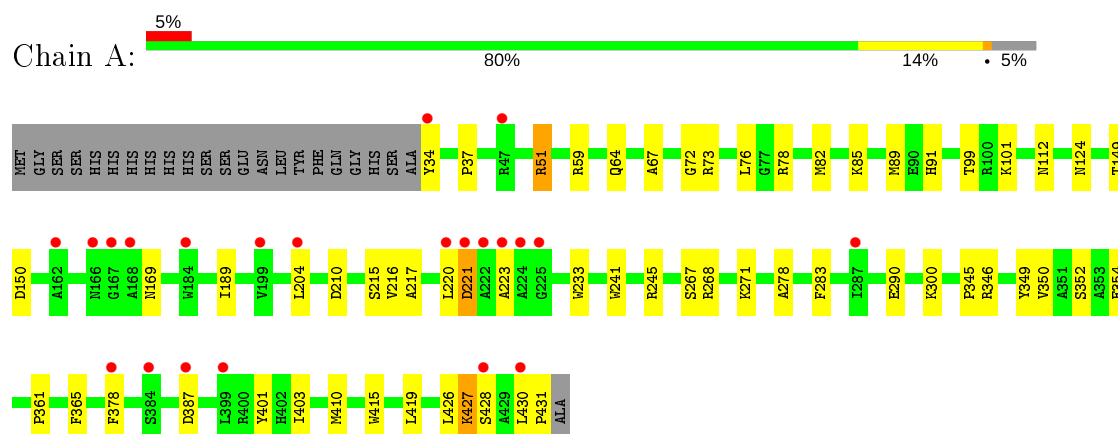 5%
Chain A:
80% 14% • 5%
MET GLY SER SER HIS HIS HIS HIS HIS HIS SER SER GLU ASN LEU TYR PHE GLN GLY HIS SER ALA Y34 P37 R47 R51 R59 Q64 A67 G72 R73 L76 G77 R78 M82 K85 M89 E90 H91 T99 R100 K101 N112 N124 T149
D150 A162 N166 G167 A168 N169 W184 I189 V199 L204 D210 S215 V216 A217 L220 D221 A222 A223 A224 G225 W233 W241 R245 S267 R268 K271 A278 F283 I287 E290 K300 P345 R346 Y349 V350 A351 S352 A353
P361 F365 F378 S384 D387 L399 R400 Y401 H402 I403 M410 W415 L419 L426 K427 S428 A429 L430 P431 ALA